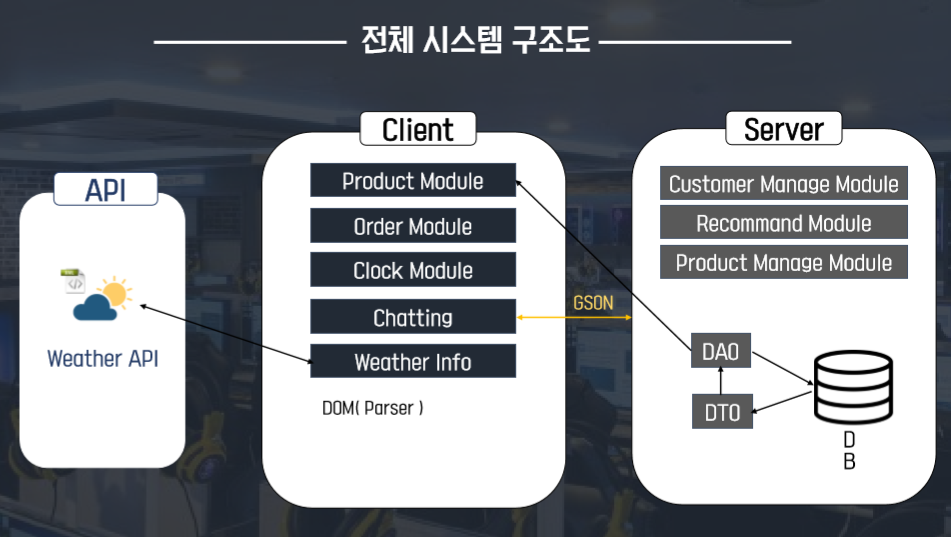 전체 시스템 구조도
API
Weather API
Client
Product Module
Order Module
Clock Module
Chatting
Weather Info
DOM( Parser )
GSON
Server
Customer Manage Module
Recommand Module
Product Manage Module
DAO
DTO
D
B